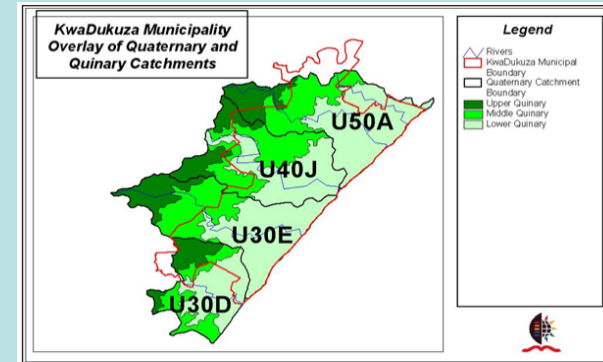 KwaDukuza Municipality
Overlay of Quaternary and
Quinary Catchments
Legend
Rivers
KwaDukuza Municipal
Boundary
Quaternary Catchment
Boundary
Upper Quinary
Middle Quinary
Lower Quinary
U50A
U40J
U30E
U30D